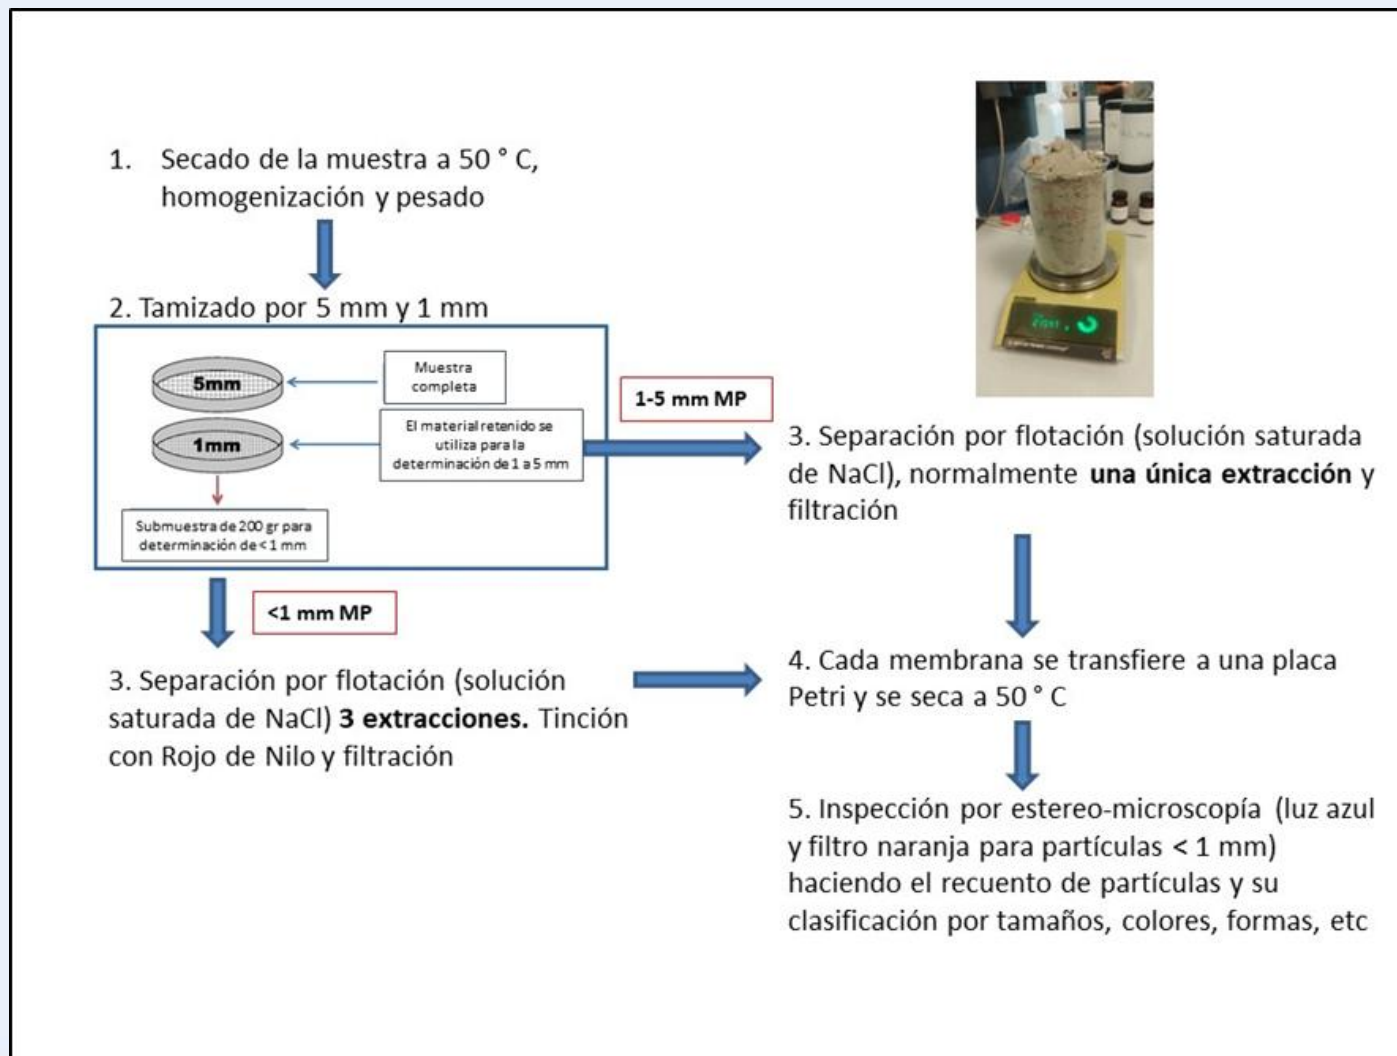 1. Secado de la muestra a 50 ° C,
homogenización y pesado
2. Tamizado por 5 mm y 1 mm
5mm
Muestra
completa
1mm
El material retenido se
utiliza para la
determinación de 1 a 5 mm
Submuestra de 200 gr para
determinación de < 1 mm
1-5 mm MP
<1 mm MP
3. Separación por flotación (solución
saturada de NaCl) 3 extracciones. Tinción
con Rojo de Nilo y filtración
3. Separación por flotación (solución saturada
de NaCl), normalmente una única extracción y
filtración
4. Cada membrana se transfiere a una placa
Petri y se seca a 50 ° C
5. Inspección por estereo-microscopía (luz azul
y filtro naranja para partículas < 1 mm)
haciendo el recuento de partículas y su
clasificación por tamaños, colores, formas, etc